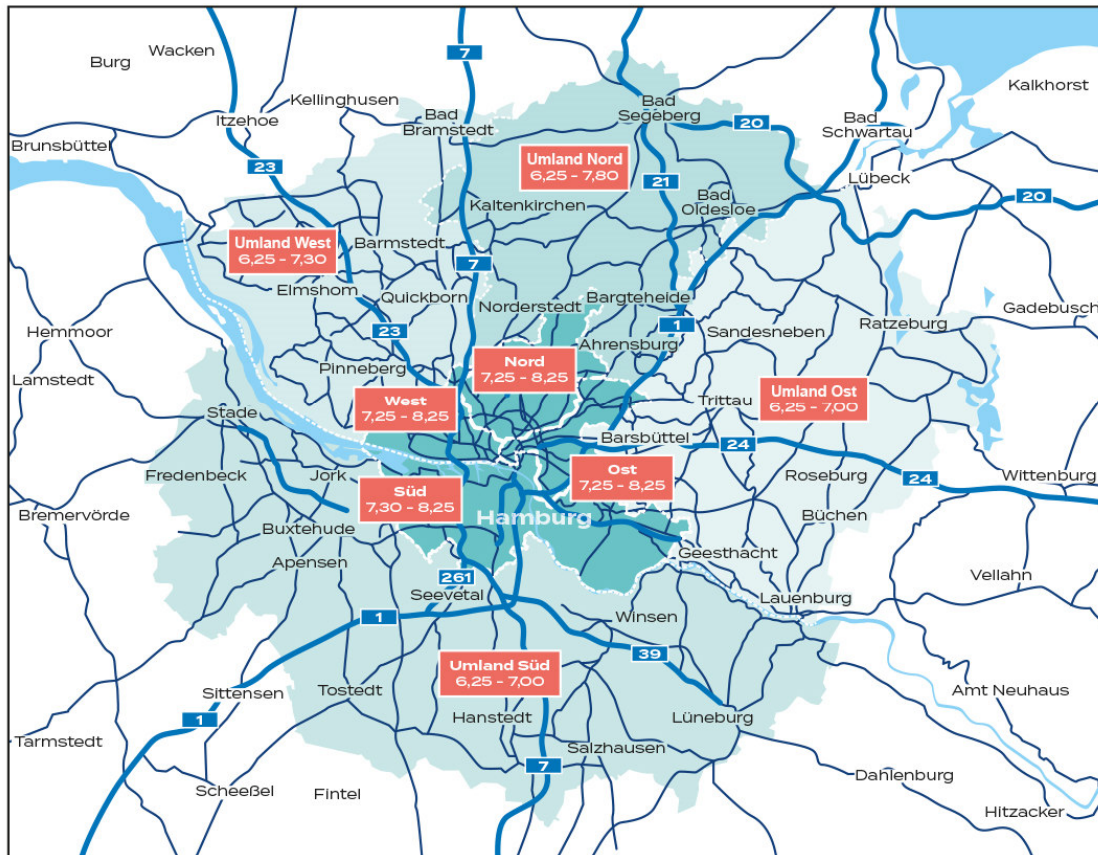 Wacken
Burg
7
Kellinghusen
Itzehoe
Bad
Bramstedt
Bad
Segeberg
20
Kalkhorst
Bad
Schwartau
Brunsbüttel
23
Umland Nord
6,25 - 7,80
21
Lübeck
Kaltenkirchen
Bad
Oldesloe
20
Umland West
6,25 - 7,30
Barmstedt
7
Elmshorn
Quickborn
Norderstedt
Bargteheide
Gadebusch
Hemmoor
23
1
Sandesneben
Ratzeburg
Ahrensburg
Nord
7,25 - 8,25
Pinneberg
Lamstedt
West
7,25 - 8,25
Umland Ost
6,25 - 7,00
Trittau
Stade
Barsbüttel
24
Fredenbeck
Jork
Ost
7,25 - 8,25
Roseburg
24
Wittenburg
Süd
7,30 - 8,25
Hamburg
Bremervörde
Buxtehude
Büchen
Apensen
Geesthacht
261
Seevetal
Vellahn
Lauenburg
1
Winsen
39
Umland Süd
6,25 - 7,00
Sittensen
Tostedt
Amt Neuhaus
1
Hanstedt
Lüneburg
Tarmstedt
Salzhausen
7
Scheeßel
Fintel
Dahlenburg
Hitzacker